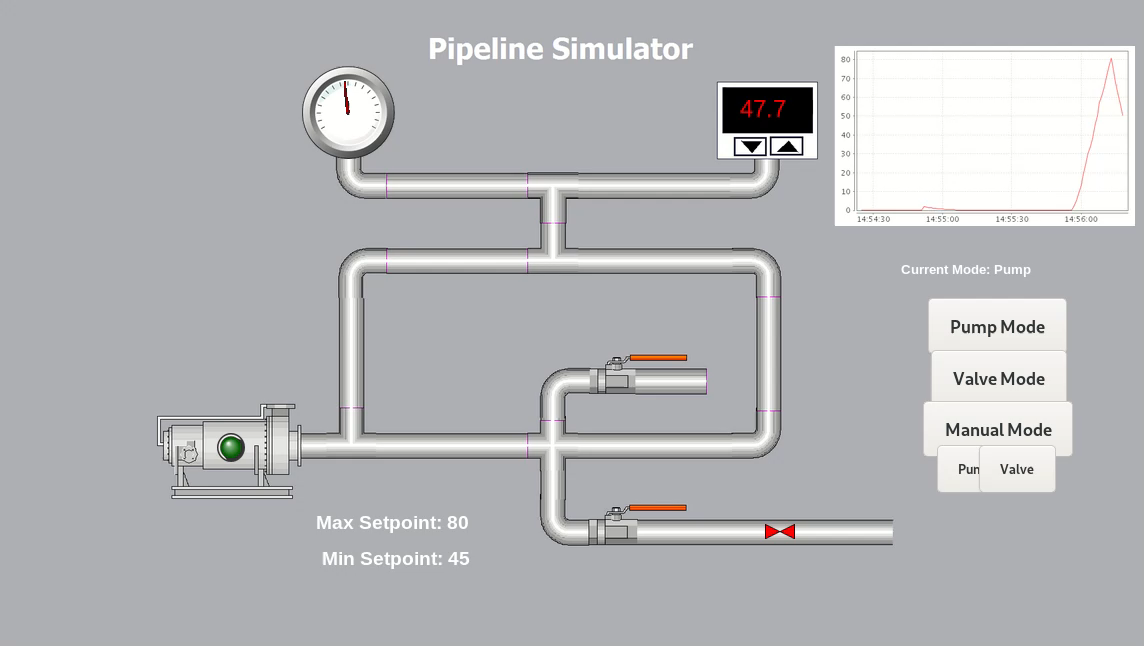 Pipeline Simulator
47.7
80
70
60
50
40
30
20
10
0
14:54:30 14:55:00 14:55:30 14:56:00
Current Mode: Pump
Pump Mode
Valve Mode
Manual Mode
Valve
Max Setpoint: 80
Min Setpoint: 45